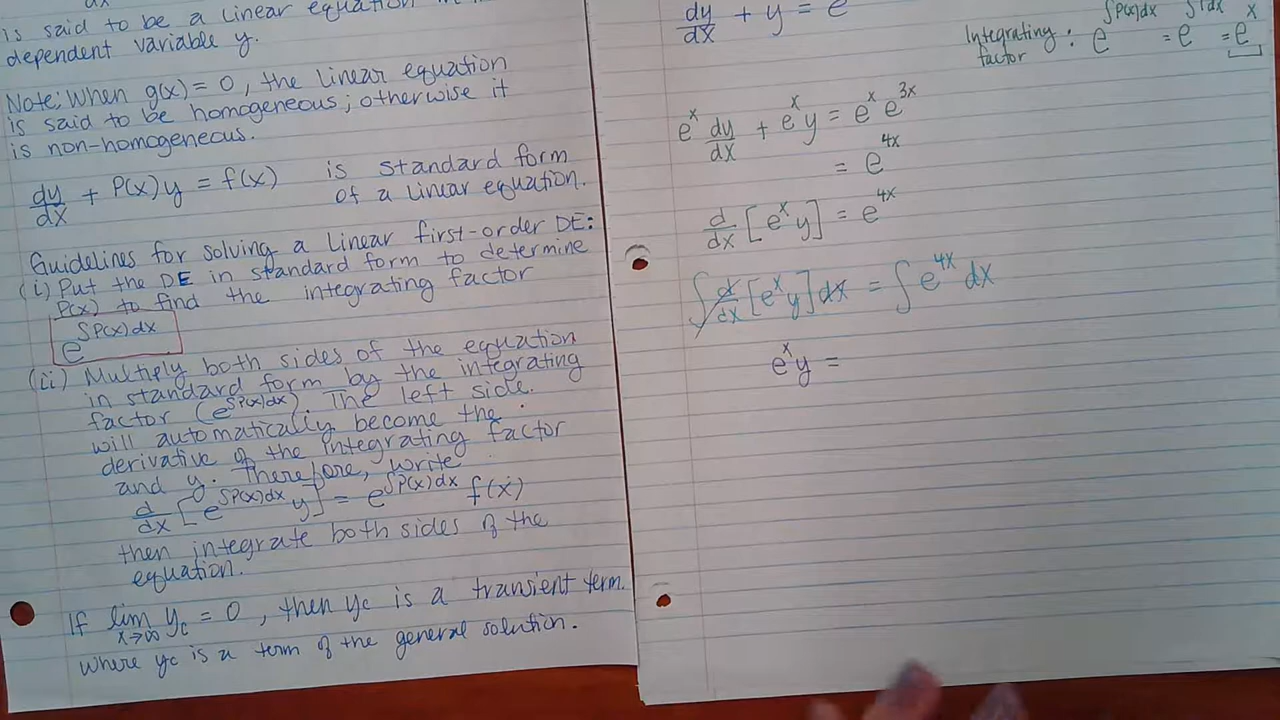 is said to be a linear equation in
dependent variable y.
Note: When g(x) = 0, the linear equation
is said to be homogeneous; otherwise it
is non-homogeneous.
dy/dx + P(x)y = f(x) is standard form
of a linear equation.
Guidelines for solving a linear first-order DE:
(i) Put the DE in standard form to determine
P(x) to find the integrating factor
e^∫P(x)dx
(ii) Multiply both sides of the equation
in standard form by the integrating
factor (e^∫P(x)dx). The left side.
will automatically become the
derivative of the integrating factor
and y. Therefore, write
d/dx [e^∫P(x)dx y] = e^∫P(x)dx f(x)
then integrate both sides of the
equation.
If lim x→∞ yc = 0, then yc is a transient term.
where yc is a term of the general solution.
dy/dx + y = e
Integrating factor : e^∫P(x)dx = e^∫1dx = e^x
e^x dy/dx + e^x y = e^x e^3x
= e^4x
d/dx [e^x y] = e^4x
∫ d/dx [e^x y] dx = ∫ e^4x dx
e^x y =